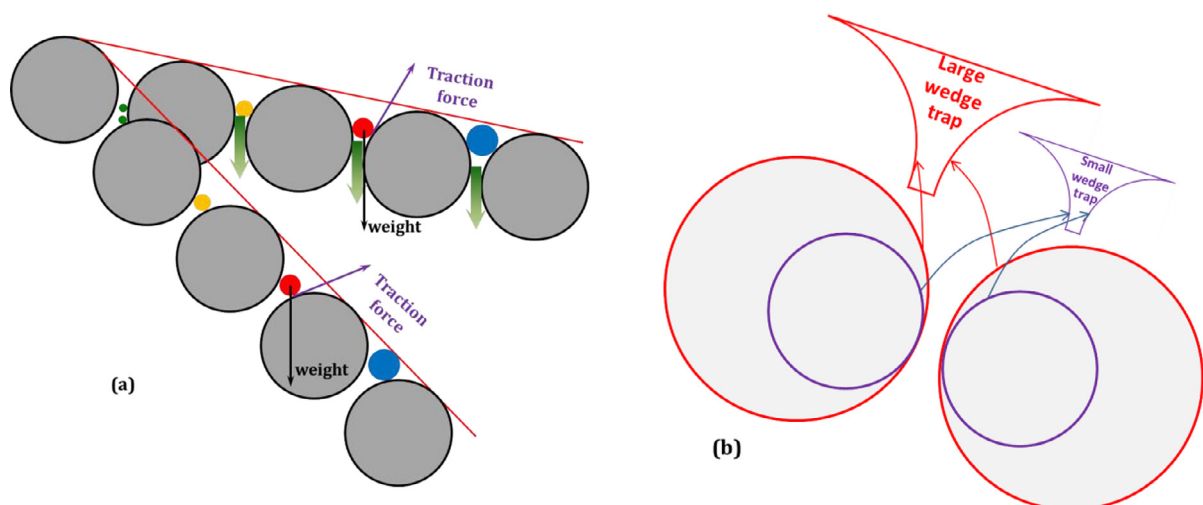 Traction
force
weight
Traction
force
weight
(a)
Large
wedge
trap
Small
wedge
trap
(b)